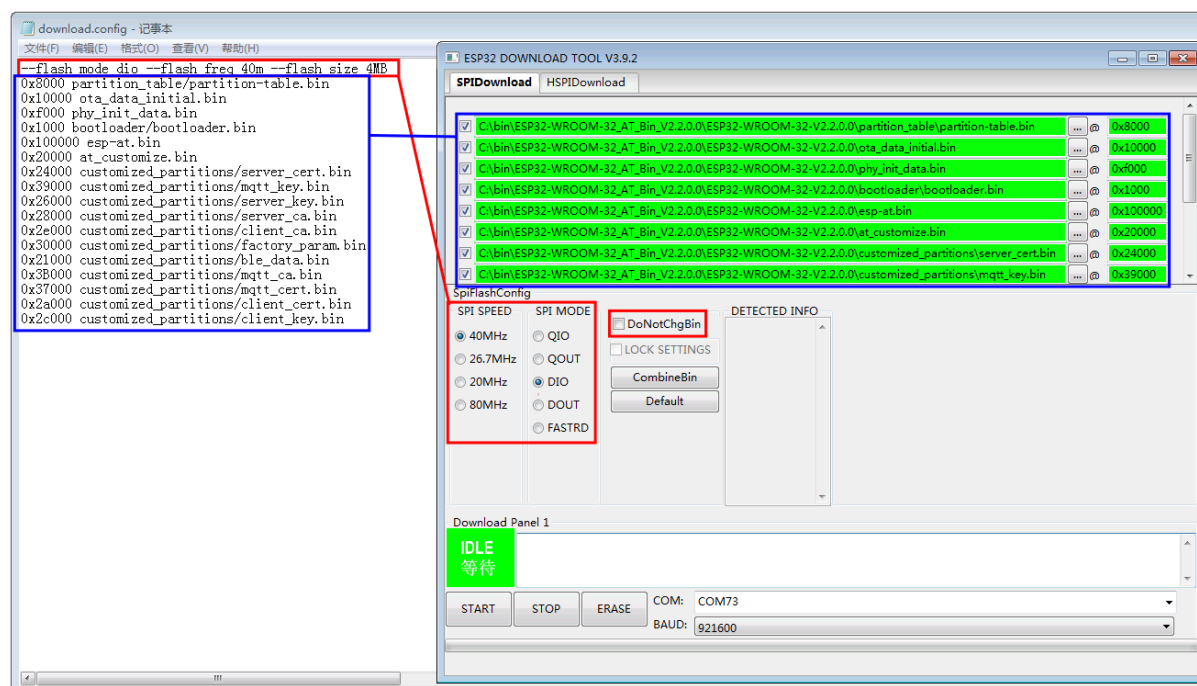 download.config - 记事本
文件(F) 编辑(E) 格式(O) 查看(V) 帮助(H)
--flash_mode dio --flash_freq 40m --flash_size 4MB
0x8000 partition_table/partition-table.bin
0x10000 ota_data_initial.bin
0xf000 phy_init_data.bin
0x1000 bootloader/bootloader.bin
0x100000 esp-at.bin
0x20000 at_customize.bin
0x24000 customized_partitions/server_cert.bin
0x39000 customized_partitions/mqtt_key.bin
0x26000 customized_partitions/server_key.bin
0x28000 customized_partitions/server_ca.bin
0x2e000 customized_partitions/client_ca.bin
0x30000 customized_partitions/factory_param.bin
0x21000 customized_partitions/ble_data.bin
0x3B000 customized_partitions/mqtt_ca.bin
0x37000 customized_partitions/mqtt_cert.bin
0x2a000 customized_partitions/client_cert.bin
0x2c000 customized_partitions/client_key.bin
ESP32 DOWNLOAD TOOL V3.9.2
SPIDownload HSPIDownload
C:\bin\ESP32-WROOM-32_AT_Bin_V2.2.0.0\ESP32-WROOM-32-V2.2.0.0\partition_table\partition-table.bin ... @ 0x8000
C:\bin\ESP32-WROOM-32_AT_Bin_V2.2.0.0\ESP32-WROOM-32-V2.2.0.0\ota_data_initial.bin ... @ 0x10000
C:\bin\ESP32-WROOM-32_AT_Bin_V2.2.0.0\ESP32-WROOM-32-V2.2.0.0\phy_init_data.bin ... @ 0xf000
C:\bin\ESP32-WROOM-32_AT_Bin_V2.2.0.0\ESP32-WROOM-32-V2.2.0.0\bootloader\bootloader.bin ... @ 0x1000
C:\bin\ESP32-WROOM-32_AT_Bin_V2.2.0.0\ESP32-WROOM-32-V2.2.0.0\esp-at.bin ... @ 0x100000
C:\bin\ESP32-WROOM-32_AT_Bin_V2.2.0.0\ESP32-WROOM-32-V2.2.0.0\at_customize.bin ... @ 0x20000
C:\bin\ESP32-WROOM-32_AT_Bin_V2.2.0.0\ESP32-WROOM-32-V2.2.0.0\customized_partitions\server_cert.bin ... @ 0x24000
C:\bin\ESP32-WROOM-32_AT_Bin_V2.2.0.0\ESP32-WROOM-32-V2.2.0.0\customized_partitions\mqtt_key.bin ... @ 0x39000
SpiFlashConfig
SPI SPEED
40MHz
26.7MHz
20MHz
80MHz
SPI MODE
QIO
QOUT
DIO
DOUT
FASTRD
DoNotChgBin
LOCK SETTINGS
CombineBin
Default
DETECTED INFO
Download Panel 1
IDLE
等待
START STOP ERASE
COM: COM73
BAUD: 921600